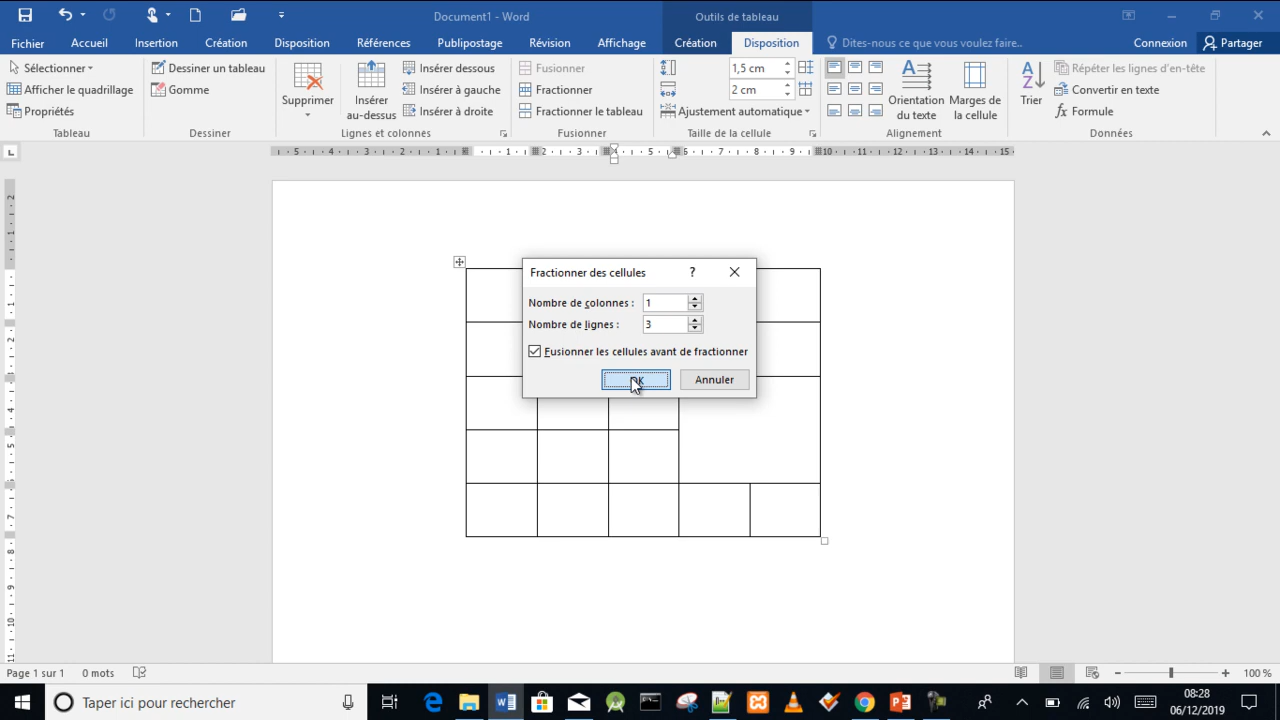 Document1 - Word
Outils de tableau
Fichier
Accueil
Insertion
Création
Disposition
Références
Publipostage
Révision
Affichage
Création
Disposition
Dites-nous ce que vous voulez faire..
Connexion
Partager
Sélectionner
Afficher le quadrillage
Propriétés
Tableau
Dessiner un tableau
Gomme
Dessiner
Supprimer
Insérer
au-dessus
Insérer dessous
Insérer à gauche
Insérer à droite
Lignes et colonnes
Fusionner
Fractionner
Fractionner le tableau
Fusionner
1,5 cm
2 cm
Ajustement automatique
Taille de la cellule
Orientation
du texte
Marges de
la cellule
Alignement
Trier
Répéter les lignes d'en-tête
Convertir en texte
Formule
Données
Fractionner des cellules
?
Nombre de colonnes :
1
Nombre de lignes :
3
Fusionner les cellules avant de fractionner
OK
Annuler
Page 1 sur 1
0 mots
100 %
Taper ici pour rechercher
08:28
06/12/2019